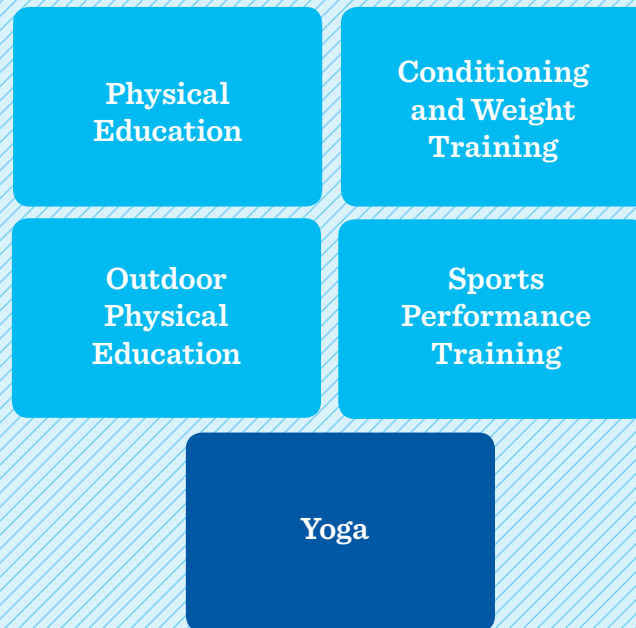 Physical
Education
Conditioning
and Weight
Training
Outdoor
Physical
Education
Sports
Performance
Training
Yoga